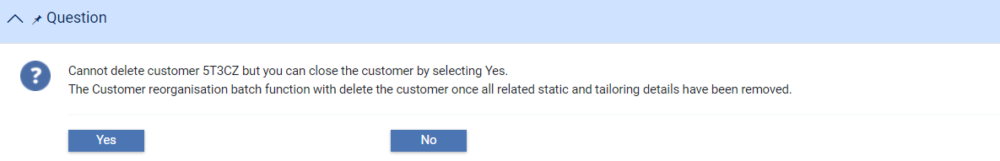 Question
Cannot delete customer 5T3CZ but you can close the customer by selecting Yes.
The Customer reorganisation batch function with delete the customer once all related static and tailoring details have been removed.
Yes
No